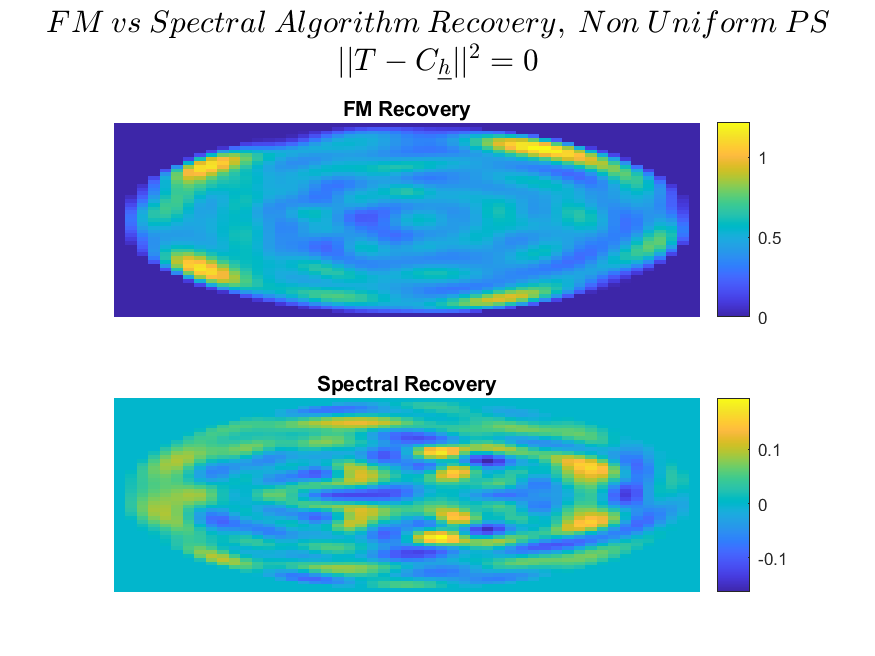 FM vs Spectral Algorithm Recovery, Non Uniform PS
||T − C_h||^2 = 0
FM Recovery
1
0.5
0
Spectral Recovery
0.1
0
-0.1